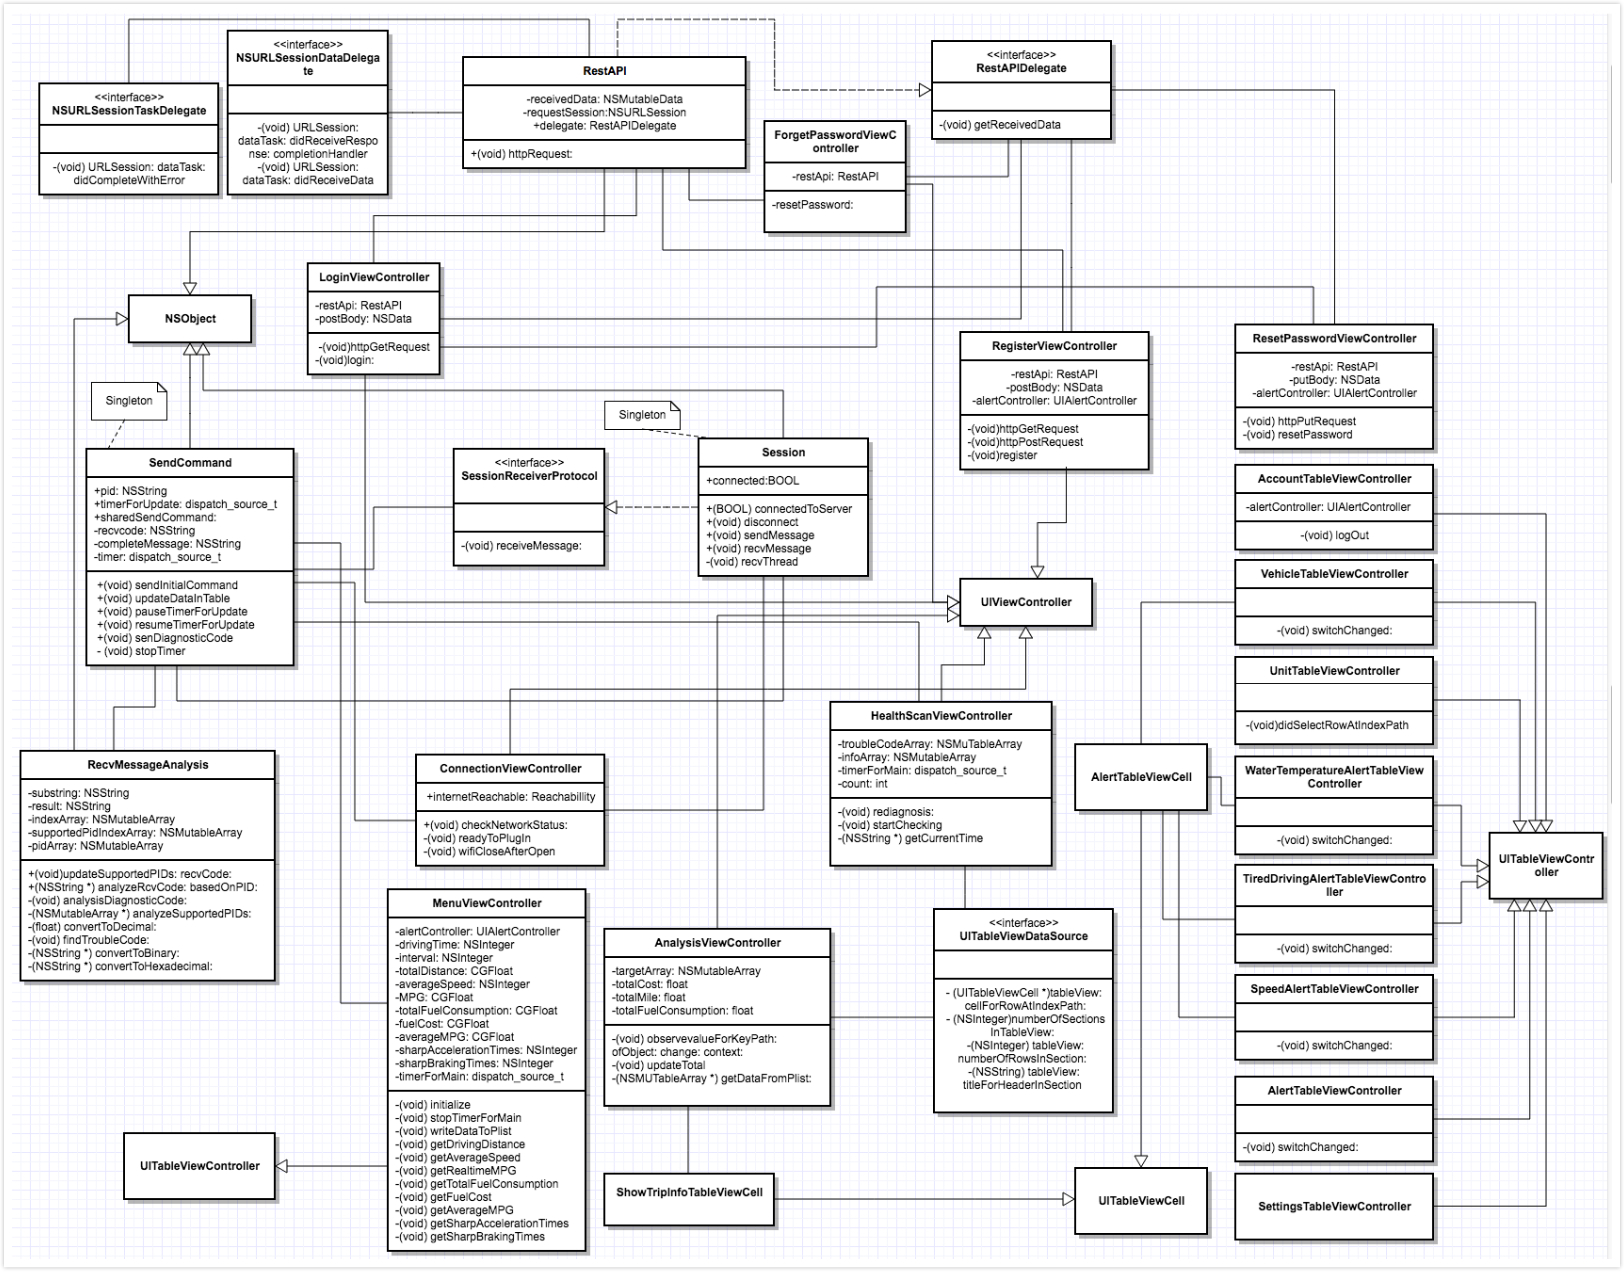 <<interface>>
NSURLSessionTaskDelegate
-(void) URLSession: dataTask:
didCompleteWithError
<<interface>>
NSURLSessionDataDelega
te
-(void) URLSession:
dataTask: didReceiveRespo
nse: completionHandler
-(void) URLSession:
dataTask: didReceiveData
RestAPI
-receivedData: NSMutableData
-requestSession:NSURLSession
+delegate: RestAPIDelegate
+(void) httpRequest:
<<interface>>
RestAPIDelegate
-(void) getReceivedData
ForgetPasswordViewC
ontroller
-restApi: RestAPI
-resetPassword:
LoginViewController
-restApi: RestAPI
-postBody: NSData
-(void)httpGetRequest
-(void)login:
NSObject
Singleton
Singleton
RegisterViewController
-restApi: RestAPI
-postBody: NSData
-alertController: UIAlertController
-(void)httpGetRequest
-(void)httpPostRequest
-(void)register
ResetPasswordViewController
-restApi: RestAPI
-putBody: NSData
-alertController: UIAlertController
-(void) httpPutRequest
-(void) resetPassword
SendCommand
+pid: NSString
+timerForUpdate: dispatch_source_t
+sharedSendCommand:
-recvcode: NSString
-completeMessage: NSString
-timer: dispatch_source_t
+(void) sendInitialCommand
+(void) updateDataInTable
+(void) pauseTimerForUpdate
+(void) resumeTimerForUpdate
+(void) senDiagnosticCode
- (void) stopTimer
<<interface>>
SessionReceiverProtocol
-(void) receiveMessage:
Session
+connected:BOOL
+(BOOL) connectedToServer
+(void) disconnect
+(void) sendMessage
+(void) recvMessage
-(void) recvThread
AccountTableViewController
-alertController: UIAlertController
-(void) logOut
VehicleTableViewController
-(void) switchChanged:
UIViewController
UnitTableViewController
-(void)didSelectRowAtIndexPath
HealthScanViewController
-troubleCodeArray: NSMuTableArray
-infoArray: NSMutableArray
-timerForMain: dispatch_source_t
-count: int
-(void) rediagnosis:
-(void) startChecking
-(NSString *) getCurrentTime
AlertTableViewCell
WaterTemperatureAlertTableView
Controller
-(void) switchChanged:
RecvMessageAnalysis
-substring: NSString
-result: NSString
-indexArray: NSMutableArray
-supportedPidIndexArray: NSMutableArray
-pidArray: NSMutableArray
+(void)updateSupportedPIDs: recvCode:
+(NSString *) analyzeRcvCode: basedOnPID:
-(void) analysisDiagnosticCode:
-(NSMutableArray *) analyzeSupportedPIDs:
-(float) convertToDecimal:
-(void) findTroubleCode:
-(NSString *) convertToBinary:
-(NSString *) convertToHexadecimal:
ConnectionViewController
+internetReachable: Reachabillity
+(void) checkNetworkStatus:
-(void) readyToPlugIn
-(void) wifiCloseAfterOpen
UITableViewContr
oller
TiredDrivingAlertTableViewContro
ller
-(void) switchChanged:
MenuViewController
-alertController: UIAlertController
-drivingTime: NSInteger
-interval: NSInteger
-totalDistance: CGFloat
-averageSpeed: NSInteger
-MPG: CGFloat
-totalFuelConsumption: CGFloat
-fuelCost: CGFloat
-averageMPG: CGFloat
-sharpAccelerationTimes: NSInteger
-sharpBrakingTimes: NSInteger
-timerForMain: dispatch_source_t
-(void) initialize
-(void) stopTimerForMain
-(void) writeDataToPlist
-(void) getDrivingDistance
-(void) getAverageSpeed
-(void) getRealtimeMPG
-(void) getTotalFuelConsumption
-(void) getFuelCost
-(void) getAverageMPG
-(void) getSharpAccelerationTimes
-(void) getSharpBrakingTimes
AnalysisViewController
-targetArray: NSMutableArray
-totalCost: float
-totalMile: float
-totalFuelConsumption: float
-(void) observevalueForKeyPath:
ofObject: change: context:
-(void) updateTotal
-(NSMUTableArray *) getDataFromPlist:
<<interface>>
UITableViewDataSource
- (UITableViewCell *)tableView:
cellForRowAtIndexPath:
- (NSInteger)numberOfSections
InTableView:
-(NSInteger) tableView:
numberOfRowsInSection:
-(NSString) tableView:
titleForHeaderInSection
SpeedAlertTableViewController
-(void) switchChanged:
AlertTableViewController
-(void) switchChanged:
UITableViewController
ShowTripInfoTableViewCell
UITableViewCell
SettingsTableViewController